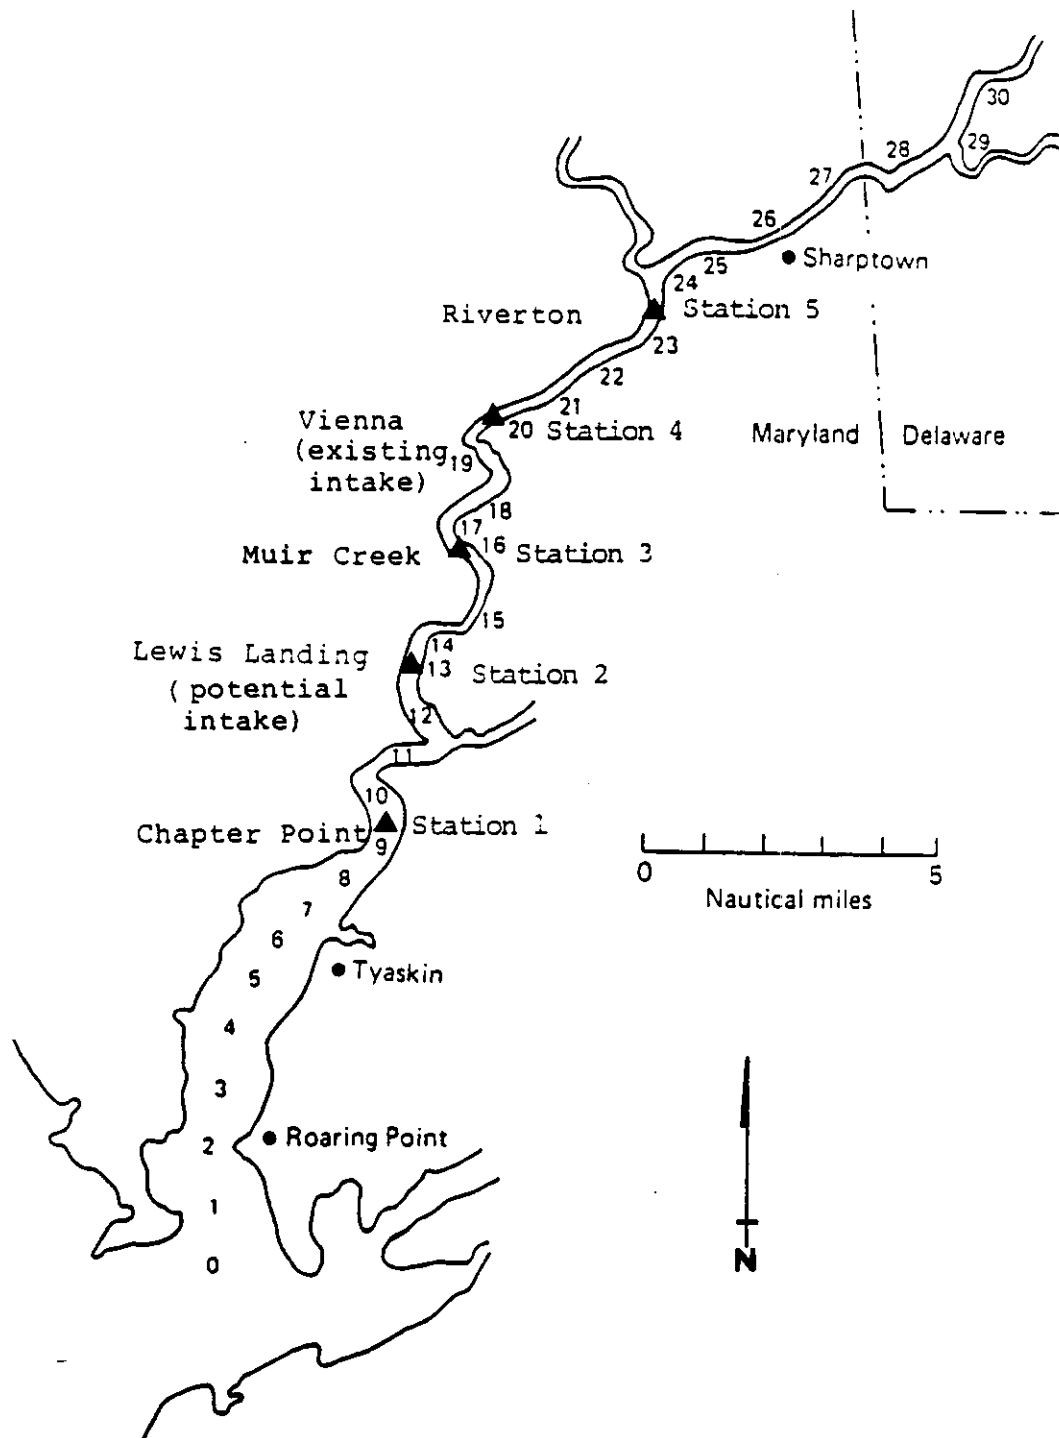 30
29
28
27
26
25
Sharptown
24
Riverton
Station 5
23
22
21
Vienna
(existing
intake)
20
Station 4
Maryland
Delaware
19
18
17
16
Muir Creek
Station 3
15
14
Lewis Landing
(potential
intake)
13
Station 2
12
11
10
Chapter Point
Station 1
9
8
0
5
Nautical miles
7
6
5
Tyaskin
4
3
2
Roaring Point
1
0
N